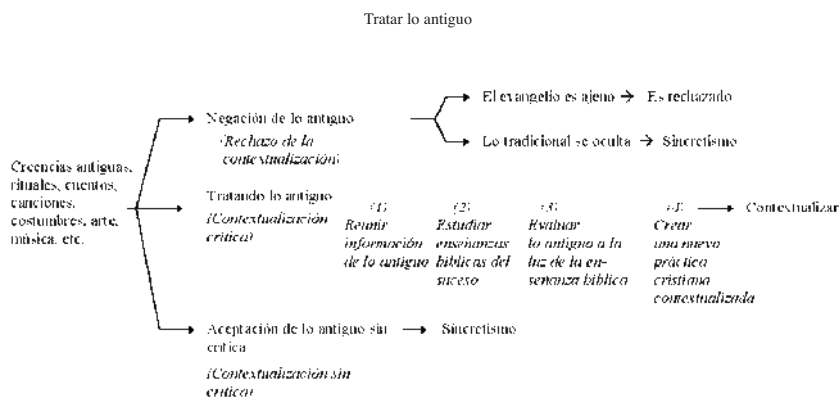 Tratar lo antiguo
El evangelio es ajeno → Es rechazado
Negación de lo antiguo
(Rechazo de la
contextualización)
Lo tradicional se oculta → Sincretismo
Creencias antiguas,
rituales, cuentos,
canciones,
costumbres, arte,
música, etc.
Tratando lo antiguo
(Contextualización
crítica)
(1)
Reunir
información
de lo antiguo
(2)
Estudiar
enseñanzas
bíblicas del
suceso
(3)
Evaluar
lo antiguo a la
luz de la en-
señanza bíblica
(4)
Crear
una nueva
práctica
cristiana
contextualizada
Contextualizar
Aceptación de lo antiguo sin
crítica
Sincretismo
(Contextualización sin
crítica)